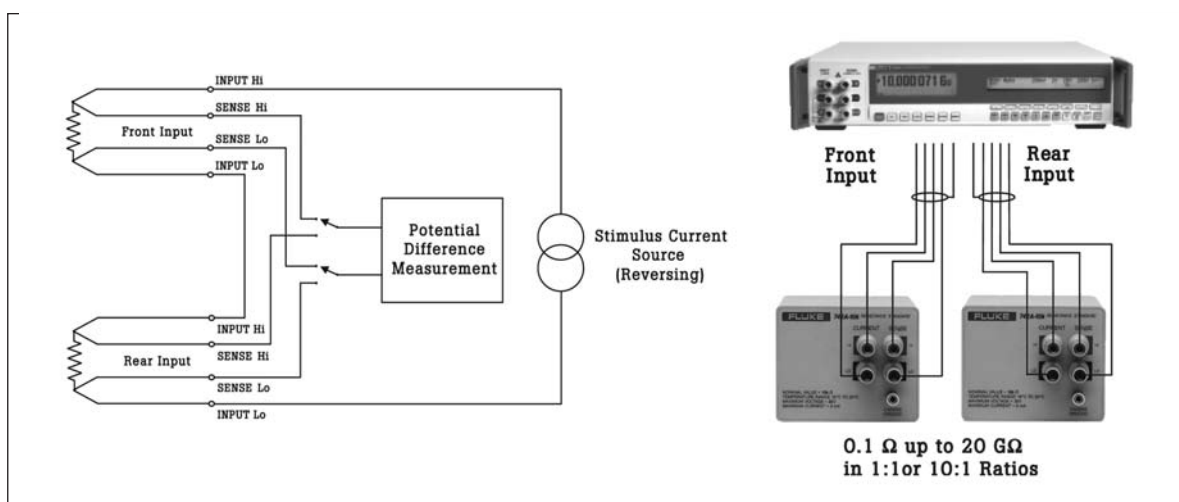 INPUT Hi
SENSE Hi
Front Input
SENSE Lo
INPUT Lo
Potential
Difference
Measurement
Stimulus Current
Source
(Reversing)
INPUT Hi
SENSE Hi
Rear Input
SENSE Lo
INPUT Lo
Front
Input
Rear
Input
FLUKE
CURRENT SENSE
FLUKE
CURRENT SENSE
0.1 Ω up to 20 GΩ
in 1:1or 10:1 Ratios